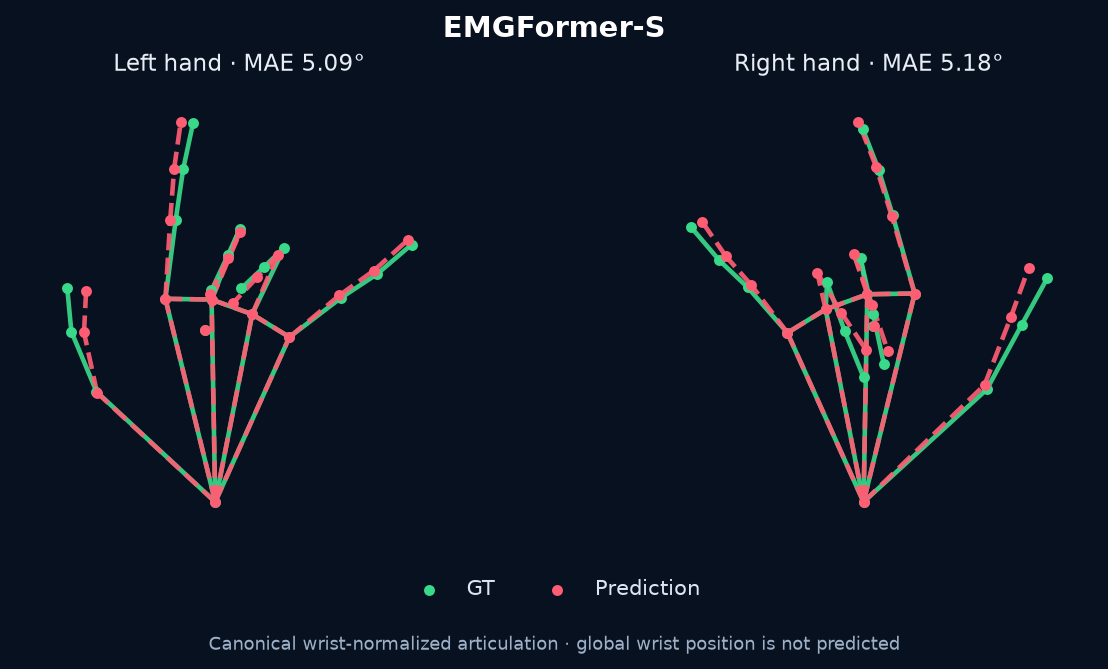 EMGFormer-S
Left hand · MAE 5.09°
Right hand · MAE 5.18°
GT
Prediction
Canonical wrist-normalized articulation · global wrist position is not predicted